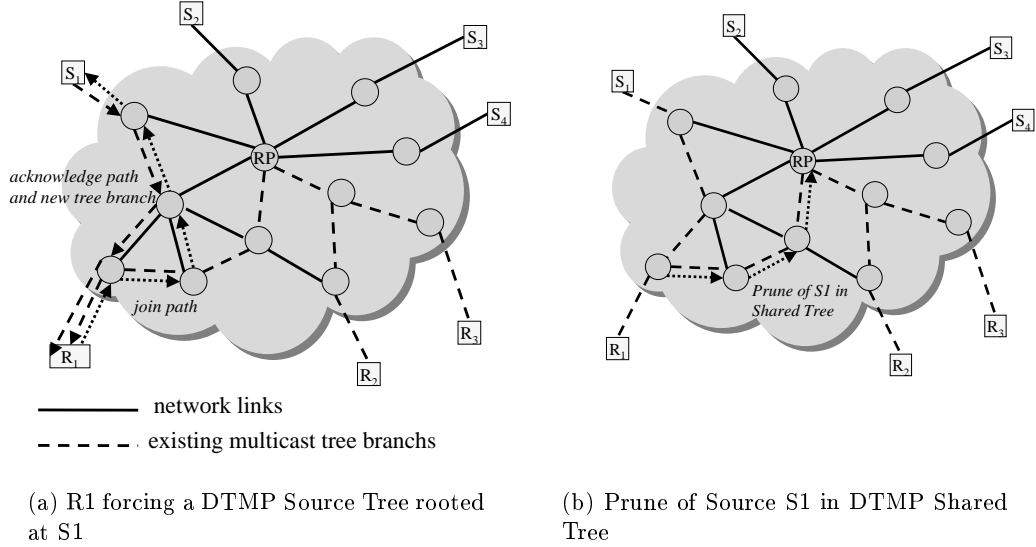 S2
S3
S1
S4
RP
acknowledge path
and new tree branch
join path
R1
R2
R3
network links
existing multicast tree branchs
(a) R1 forcing a DTMP Source Tree rooted
at S1
S2
S3
S1
S4
RP
Prune of S1 in
Shared Tree
R1
R2
R3
(b) Prune of Source S1 in DTMP Shared
Tree